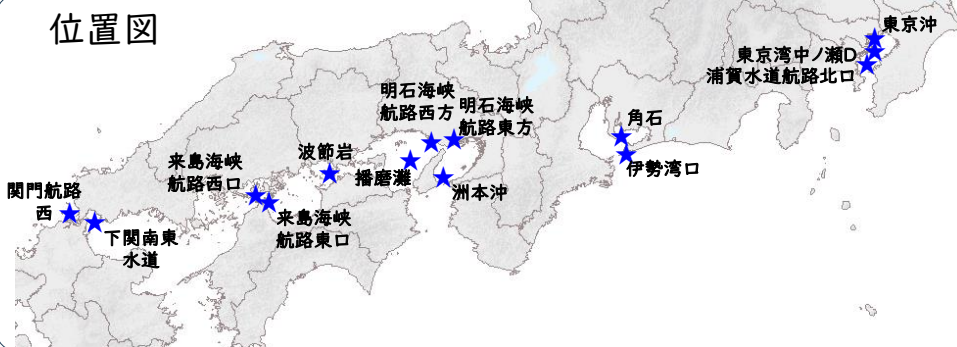 位置図
東京沖
東京湾中ノ瀬D
浦賀水道航路北口
明石海峡
航路西方
明石海峡
航路東方
角石
伊勢湾口
波節岩
播磨灘
洲本沖
来島海峡
航路西口
来島海峡
航路東口
関門航路
西
下関南東
水道